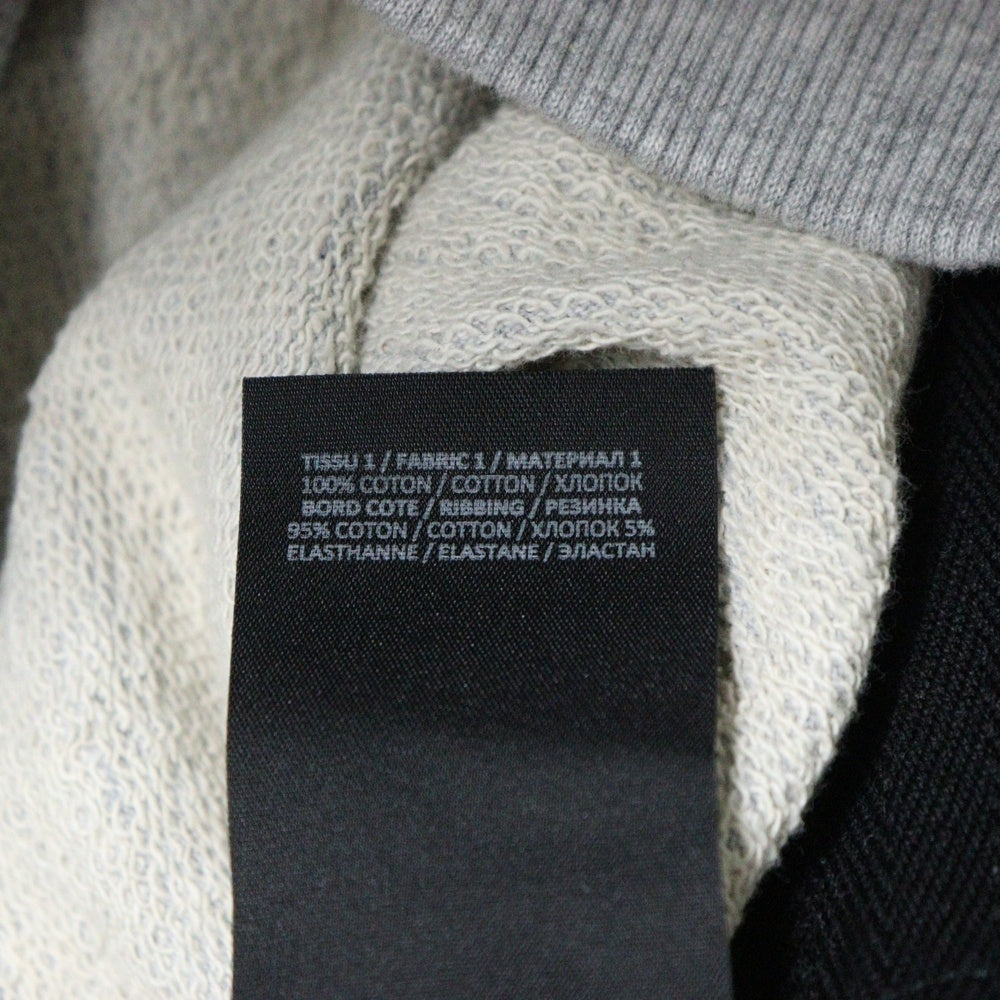 TISSU 1 / FABRIC 1 / МАТЕРИАЛ 1
100% COTON / COTTON / ХЛОПОК
BORD COTE / RIBBING / РЕЗИНКА
95% COTON / COTTON / ХЛОПОК 5%
ELASTHANNE / ELASTANE / ЭЛАСТАН